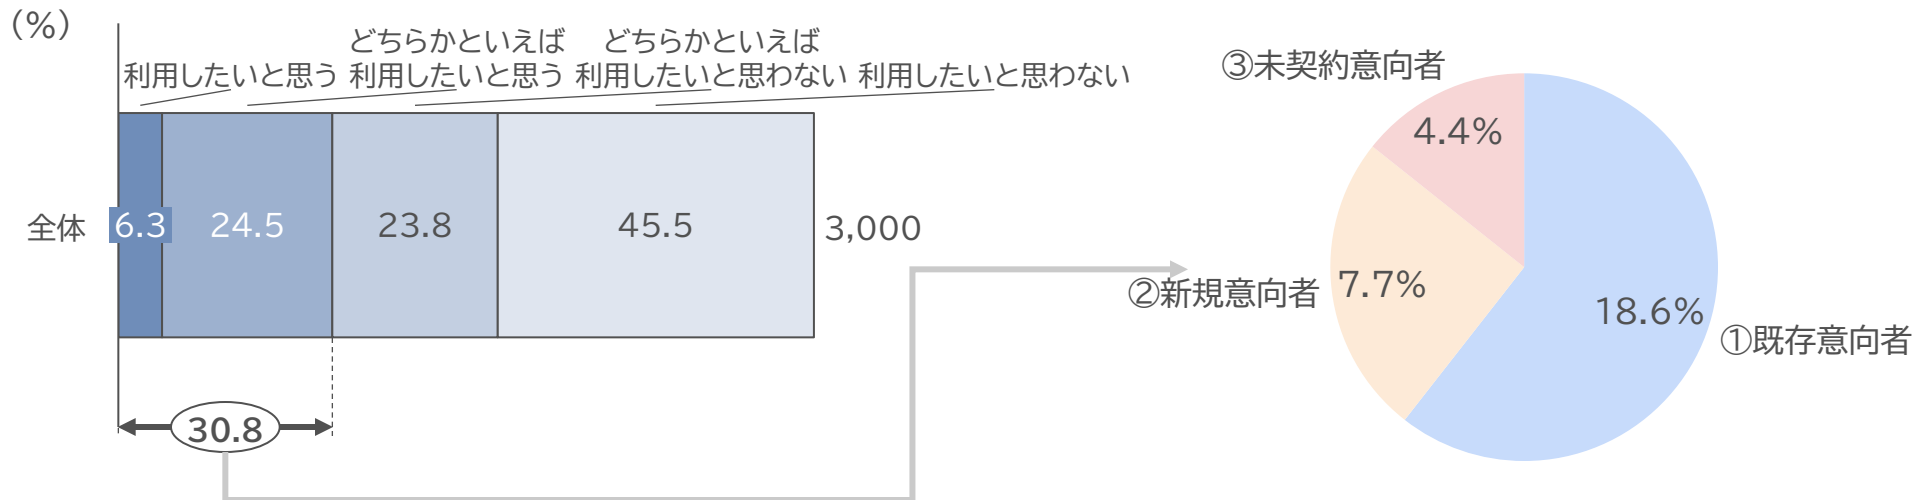 （%）
どちらかといえば どちらかといえば
利用したいと思う 利用したいと思う 利用したいと思わない 利用したいと思わない
全体 6.3 24.5 23.8 45.5 3,000
30.8
③未契約意向者
4.4%
②新規意向者 7.7%
18.6%
①既存意向者